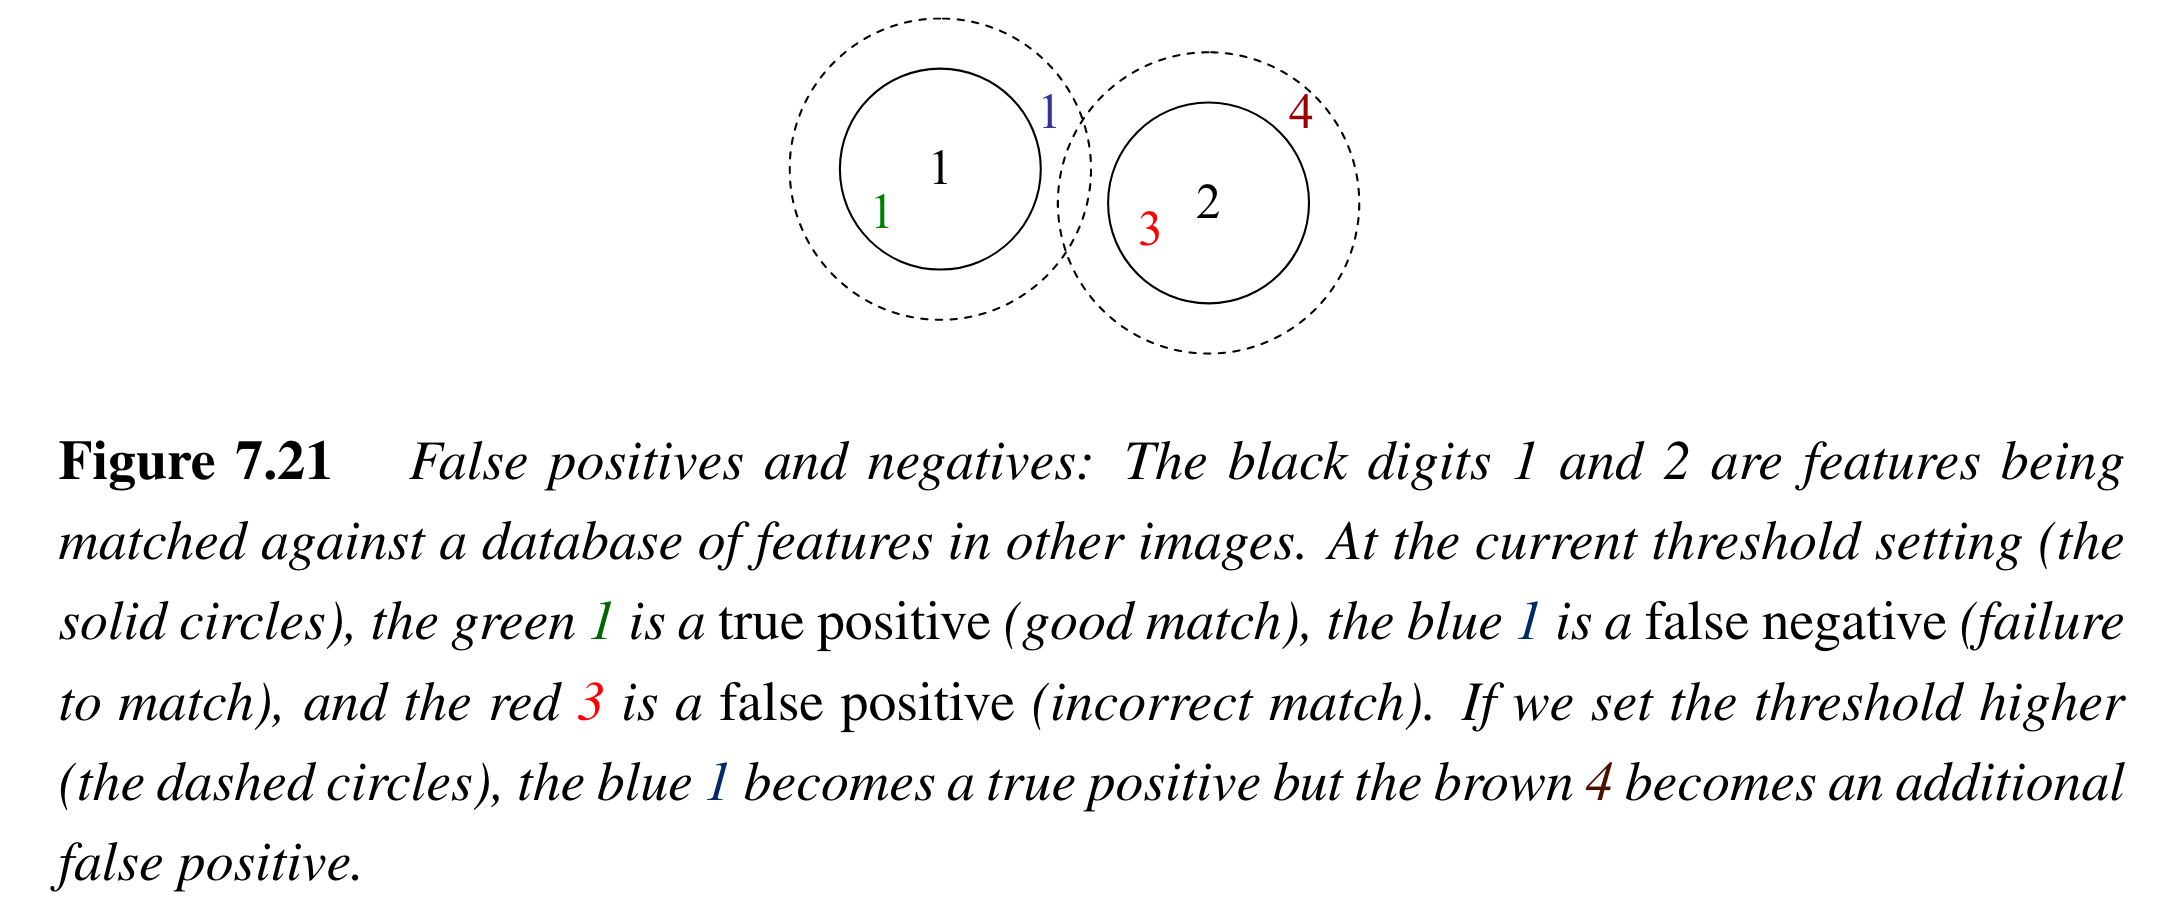 1 4
1 2
1 3
Figure 7.21 False positives and negatives: The black digits 1 and 2 are features being
matched against a database of features in other images. At the current threshold setting (the
solid circles), the green 1 is a true positive (good match), the blue 1 is a false negative (failure
to match), and the red 3 is a false positive (incorrect match). If we set the threshold higher
(the dashed circles), the blue 1 becomes a true positive but the brown 4 becomes an additional
false positive.